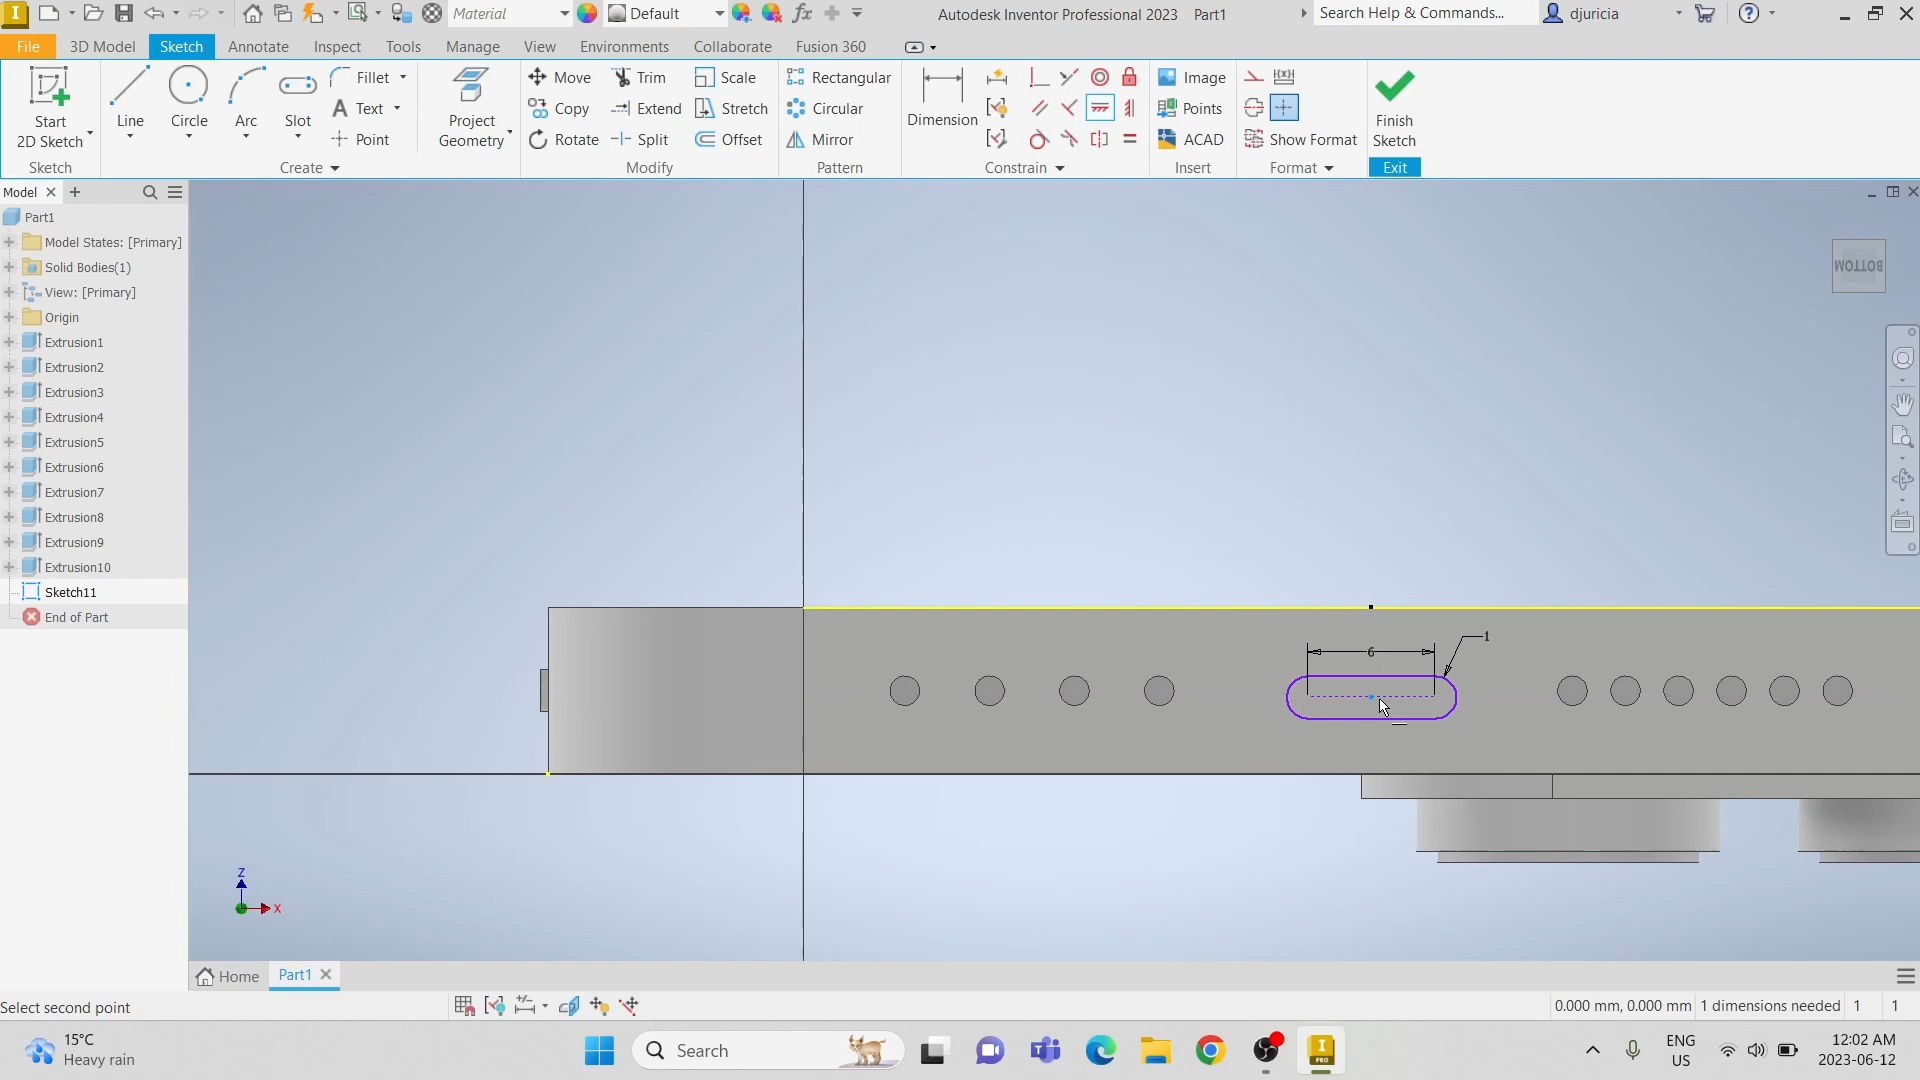 Material
Default
Autodesk Inventor Professional 2023 Part1
Search Help & Commands...
djuricia
File
3D Model
Sketch
Annotate
Inspect
Tools
Manage
View
Environments
Collaborate
Fusion 360
Start
2D Sketch
Line
Circle
Arc
Slot
Fillet
Text
Point
Project
Geometry
Move
Copy
Rotate
Trim
Extend
Split
Scale
Stretch
Offset
Rectangular
Circular
Mirror
Dimension
Image
Points
ACAD
Show Format
Finish
Sketch
Sketch
Create
Modify
Pattern
Constrain
Insert
Format
Exit
Model
Part1
Model States: [Primary]
Solid Bodies(1)
View: [Primary]
Origin
Extrusion1
Extrusion2
Extrusion3
Extrusion4
Extrusion5
Extrusion6
Extrusion7
Extrusion8
Extrusion9
Extrusion10
Sketch11
End of Part
BOTTOM
6
1
Z
X
Home
Part1
Select second point
0.000 mm, 0.000 mm
1 dimensions needed
1
1
15°C
Heavy rain
Search
PRO
ENG
US
12:02 AM
2023-06-12